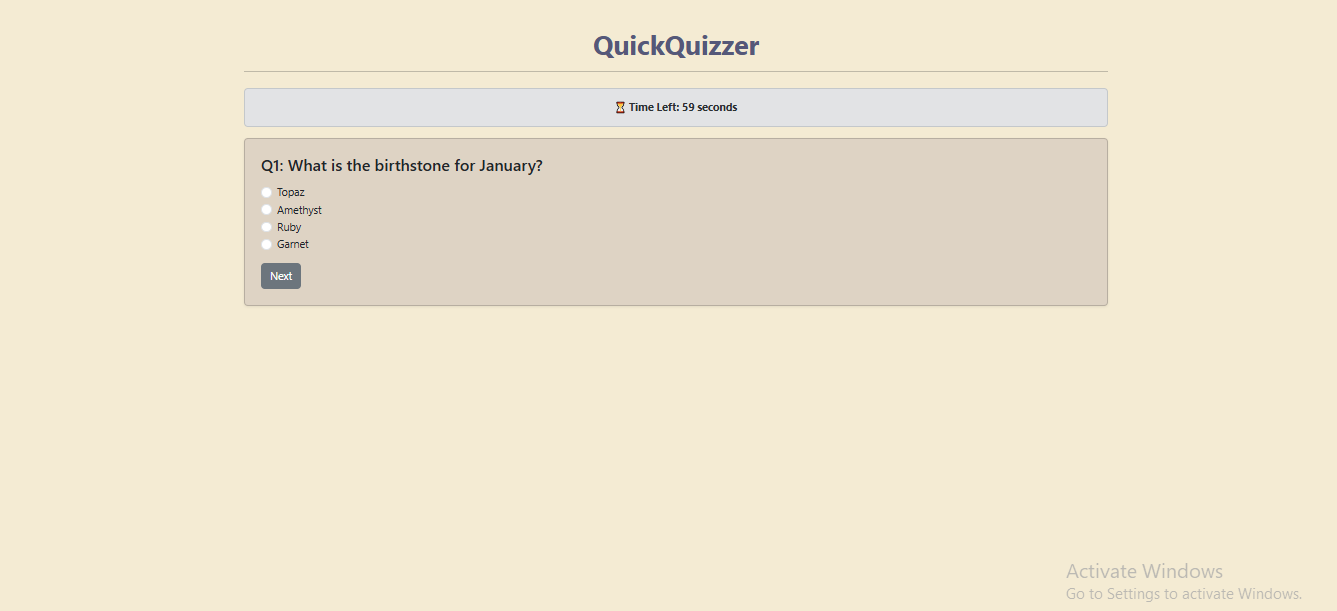 QuickQuizzer
⏳ Time Left: 59 seconds
Q1: What is the birthstone for January?
Topaz
Amethyst
Ruby
Garnet
Next
Activate Windows
Go to Settings to activate Windows.